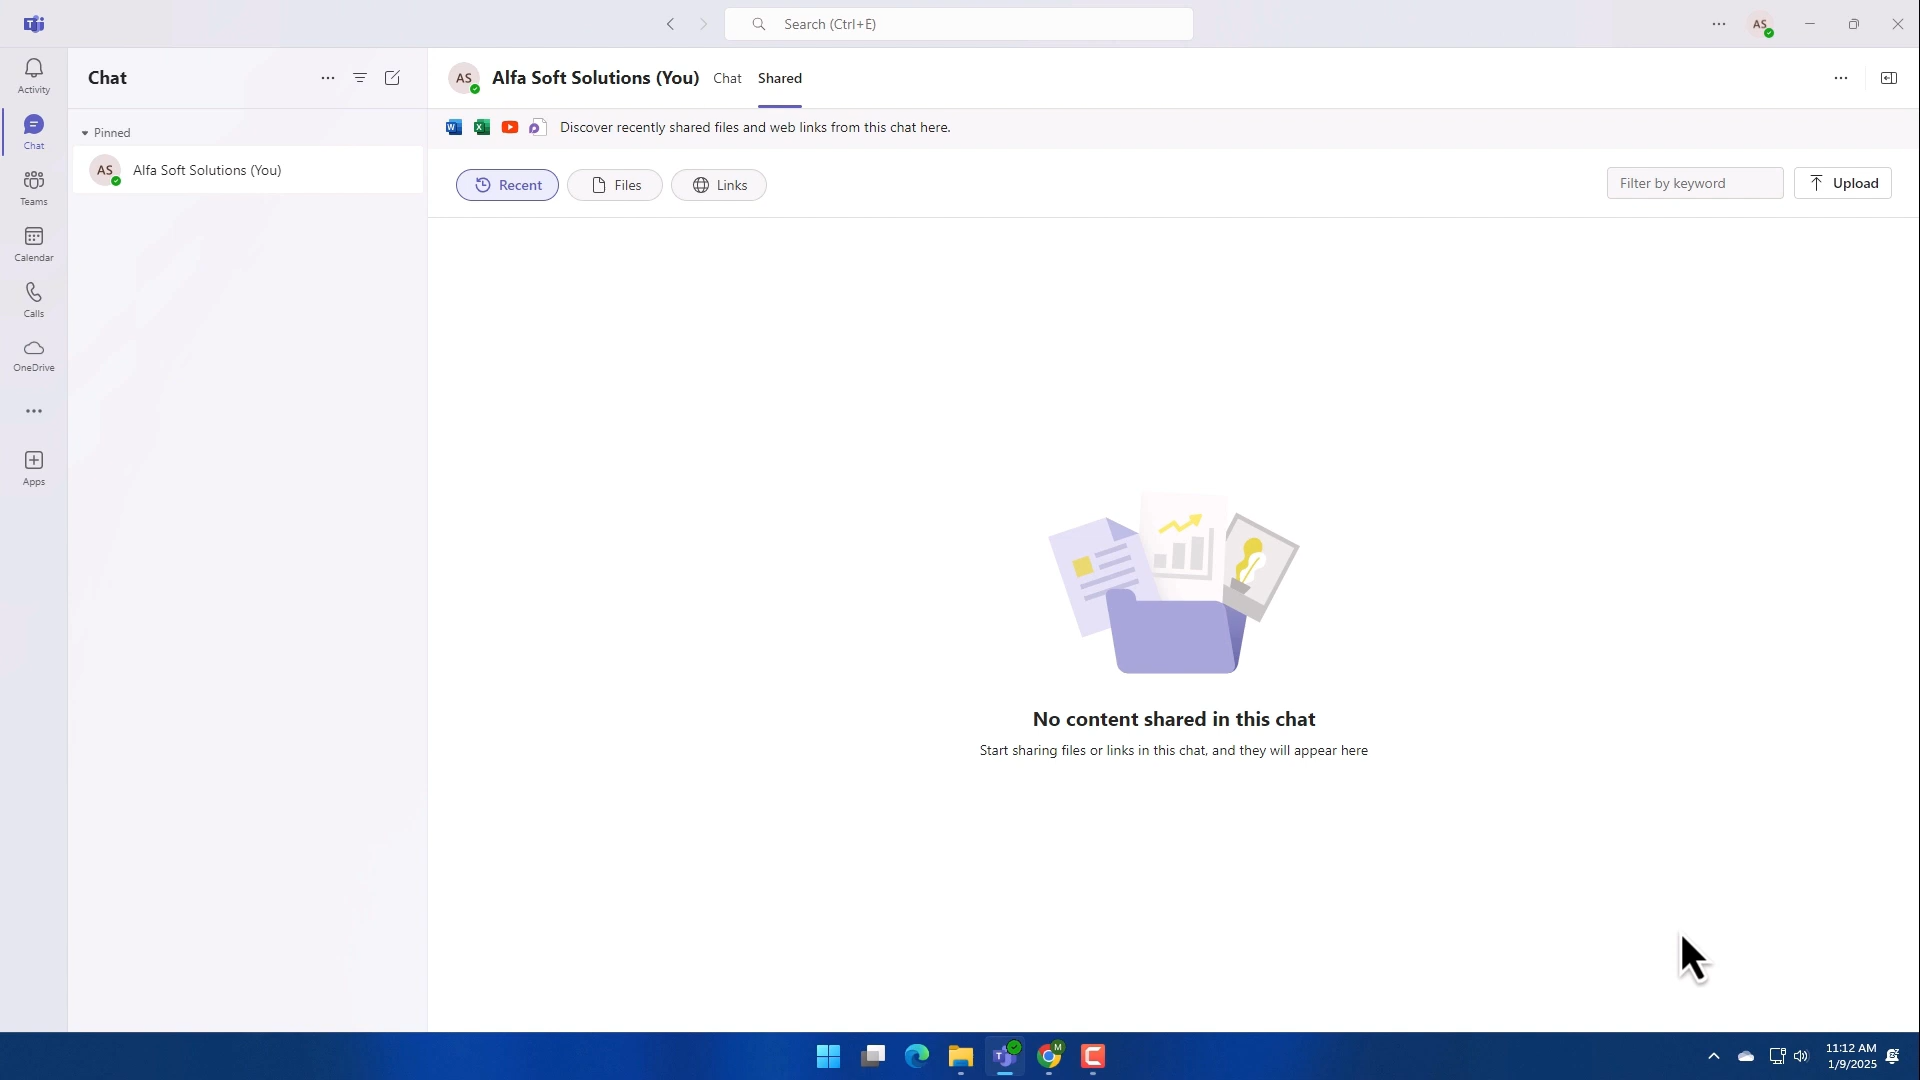 Search (Ctrl+E)
AS
Activity
Chat
Teams
Calendar
Calls
OneDrive
Apps
Chat
Pinned
AS Alfa Soft Solutions (You)
AS Alfa Soft Solutions (You) Chat Shared
Discover recently shared files and web links from this chat here.
Recent Files Links
Filter by keyword Upload
No content shared in this chat
Start sharing files or links in this chat, and they will appear here
11:12 AM
1/9/2025